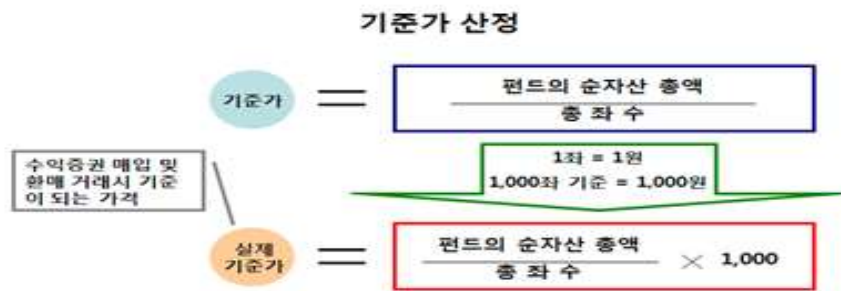 기준가 산정
기준가
=
펀드의 순자산 총액
총 좌 수
1좌 = 1원
1,000좌 기준 = 1,000원
수익증권 매입 및
환매 거래시 기준
이 되는 가격
실제
기준가
=
펀드의 순자산 총액
총 좌 수
× 1,000